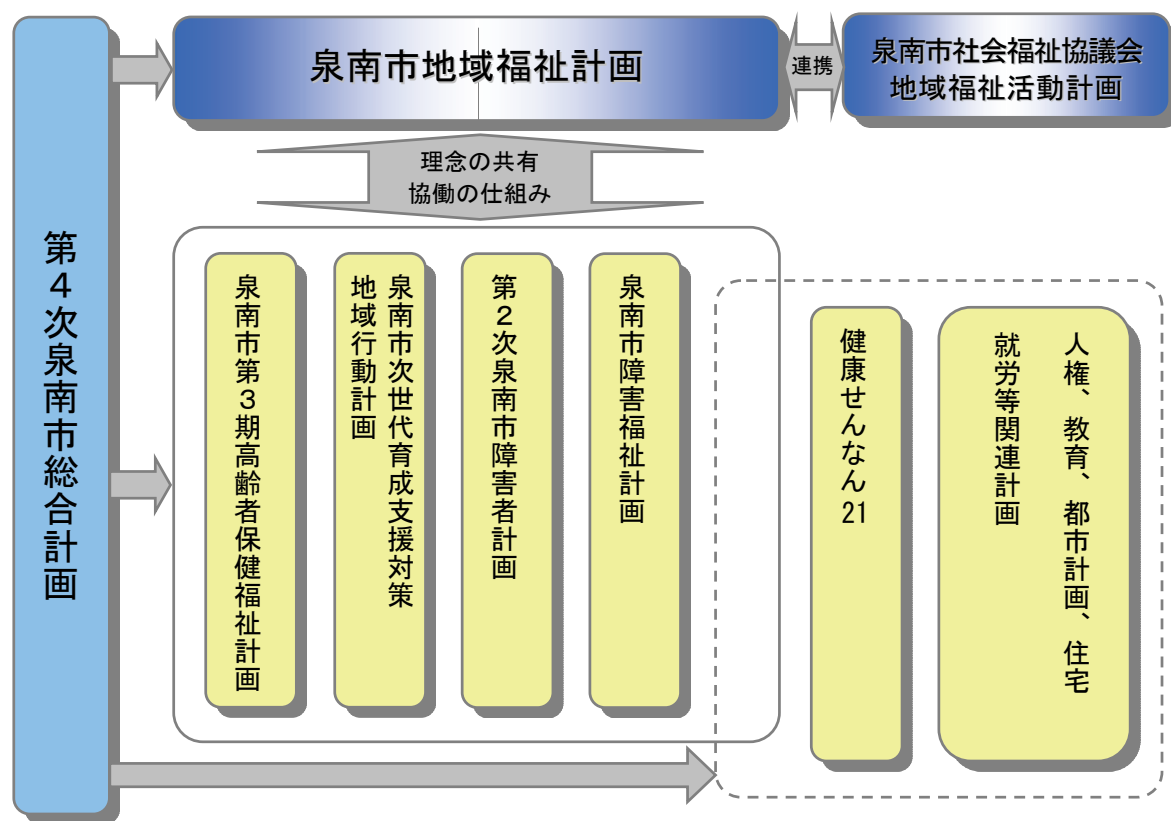 泉南市地域福祉計画
連携
泉南市社会福祉協議会
地域福祉活動計画
理念の共有
協働の仕組み
第４次泉南市総合計画
泉南市第３期高齢者保健福祉計画
泉南市次世代育成支援対策
地域行動計画
第２次泉南市障害者計画
泉南市障害福祉計画
健康せんなん21
人権、教育、都市計画、住宅
就労等関連計画